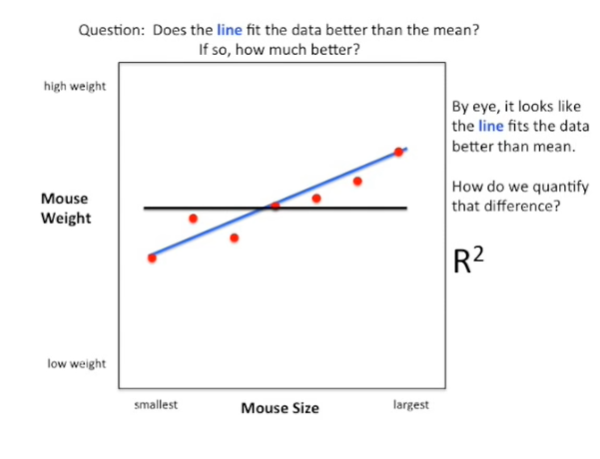 Question:  Does the line fit the data better than the mean?
If so, how much better?
high weight
By eye, it looks like
the line fits the data
better than mean.
How do we quantify
that difference?
Mouse
Weight
R²
low weight
smallest
Mouse Size
largest